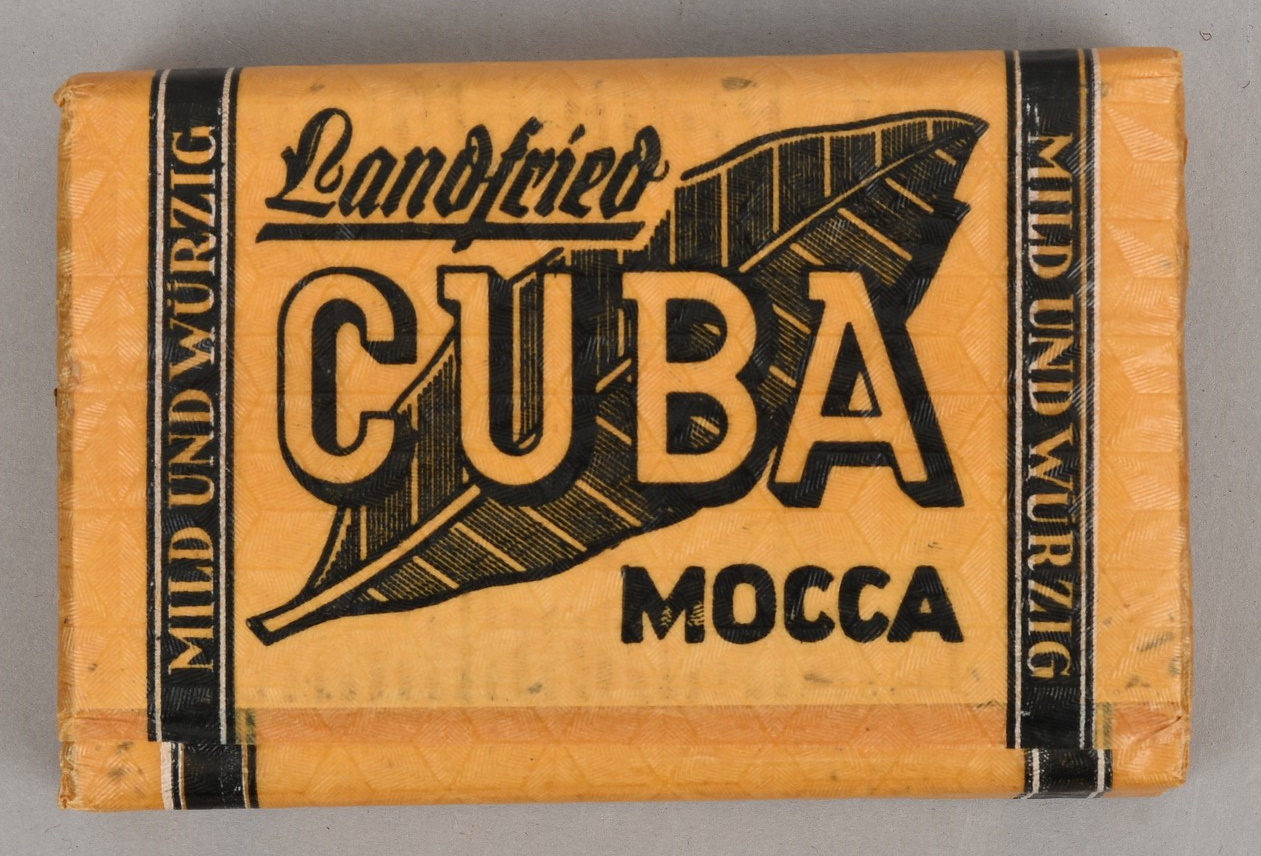 Landfried
CUBA
MOCCA
MILD UND WÜRZIG
MILD UND WÜRZIG